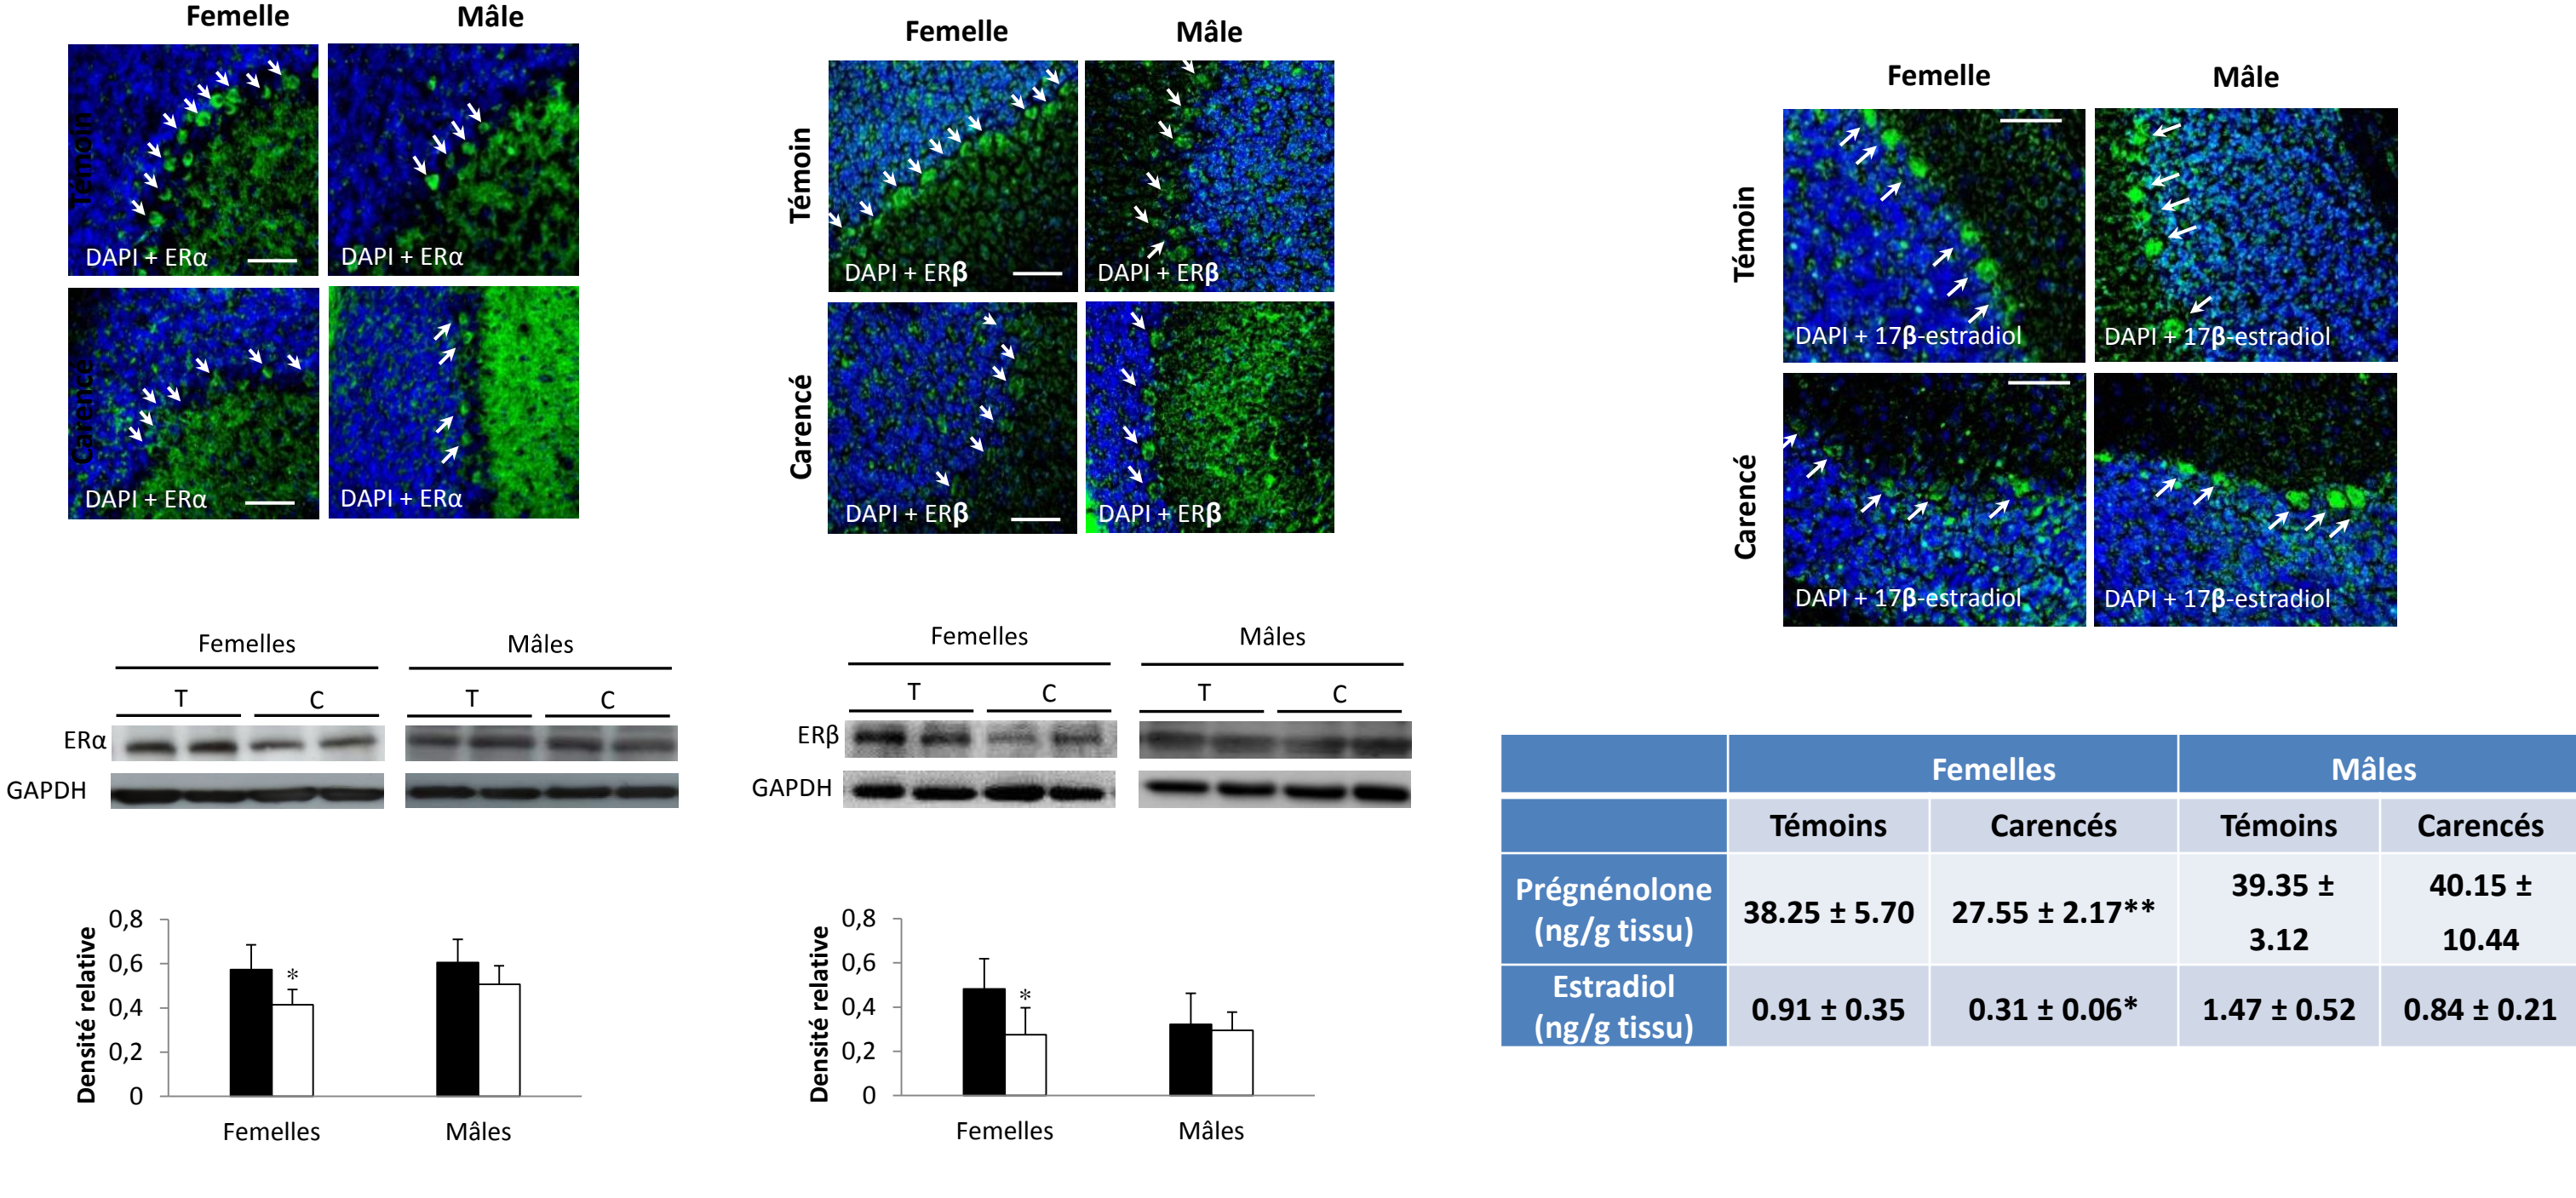 Femelle Mâle
Témoin
DAPI + ERα DAPI + ERα
Carencé
DAPI + ERα DAPI + ERα
Femelles Mâles
T C T C
ERα
GAPDH
Densité relative
0,8
0,6
0,4
0,2
0
*
Femelles Mâles
Femelle Mâle
Témoin
DAPI + ERβ DAPI + ERβ
Carencé
DAPI + ERβ DAPI + ERβ
Femelles Mâles
T C T C
ERβ
GAPDH
Densité relative
0,8
0,6
0,4
0,2
0
*
Femelles Mâles
Femelle Mâle
Témoin
DAPI + 17β-estradiol DAPI + 17β-estradiol
Carencé
DAPI + 17β-estradiol DAPI + 17β-estradiol
Femelles Mâles
Témoins Carencés Témoins Carencés
Prégnénolone
(ng/g tissu)
38.25 ± 5.70 27.55 ± 2.17**
39.35 ±
3.12
40.15 ±
10.44
Estradiol
(ng/g tissu)
0.91 ± 0.35 0.31 ± 0.06* 1.47 ± 0.52 0.84 ± 0.21